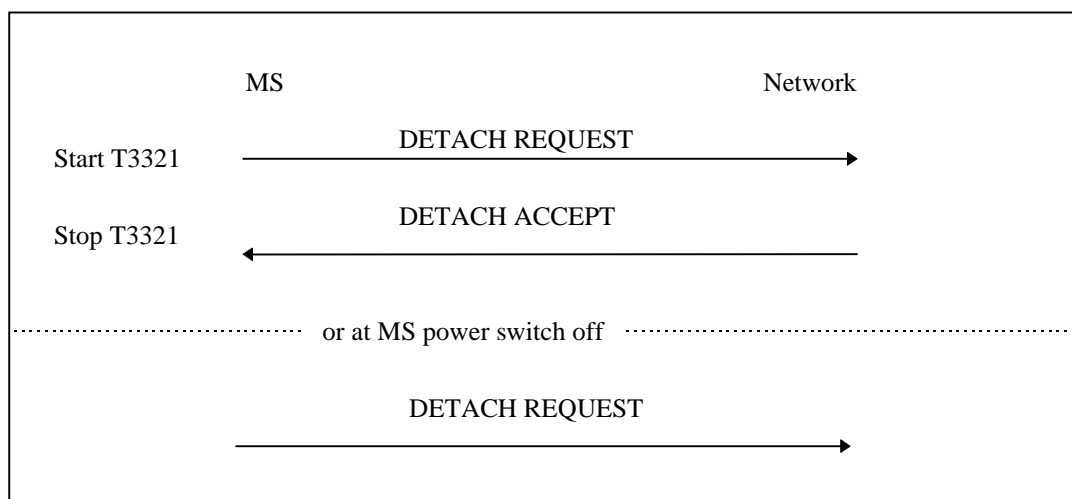 MS Network
Start T3321 DETACH REQUEST
Stop T3321 DETACH ACCEPT
or at MS power switch off
DETACH REQUEST